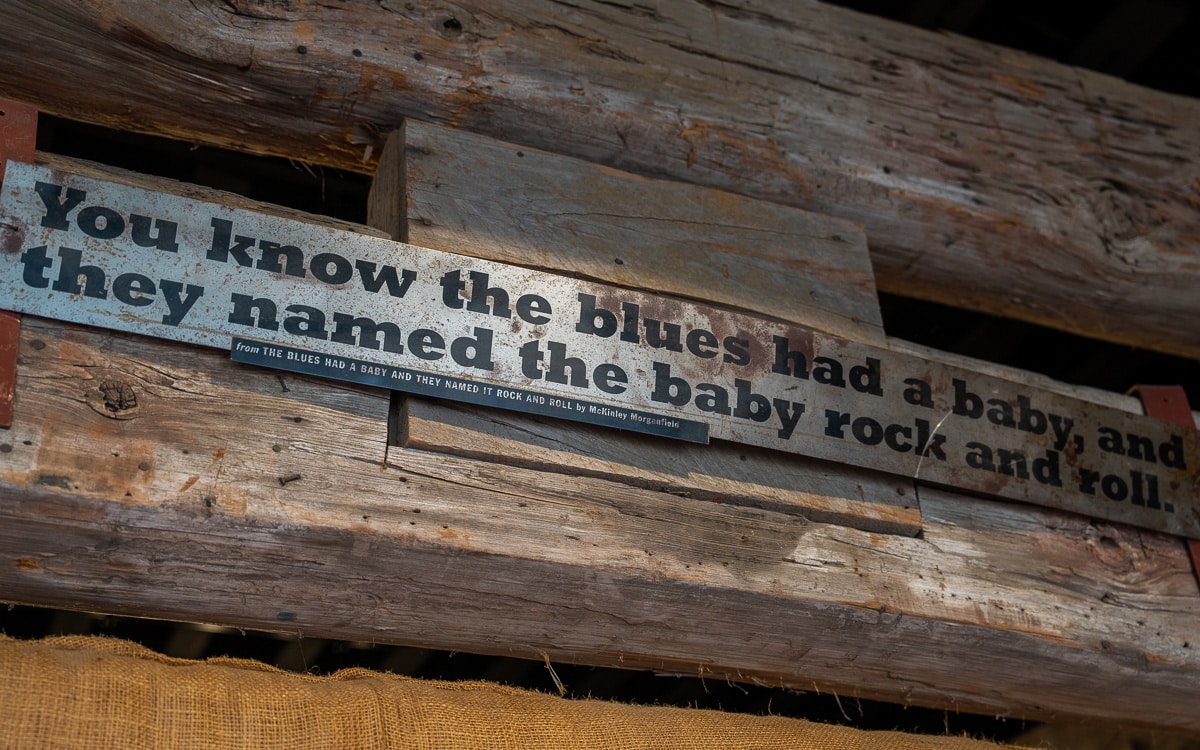 You know the blues had a baby, and
they named the baby rock and roll.
from THE BLUES HAD A BABY AND THEY NAMED IT ROCK AND ROLL by McKinley Morganfield